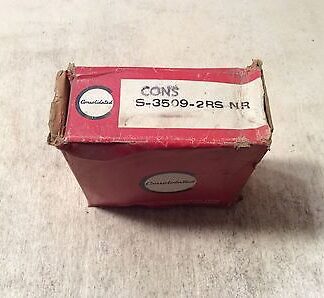 Consolidated
CONS
S-3509-2RS NR
Consolidated